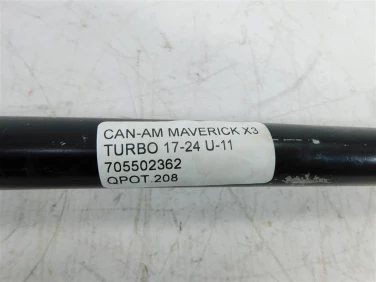 CAN-AM MAVERICK X3
TURBO 17-24 U-11
705502362
QPOT.208